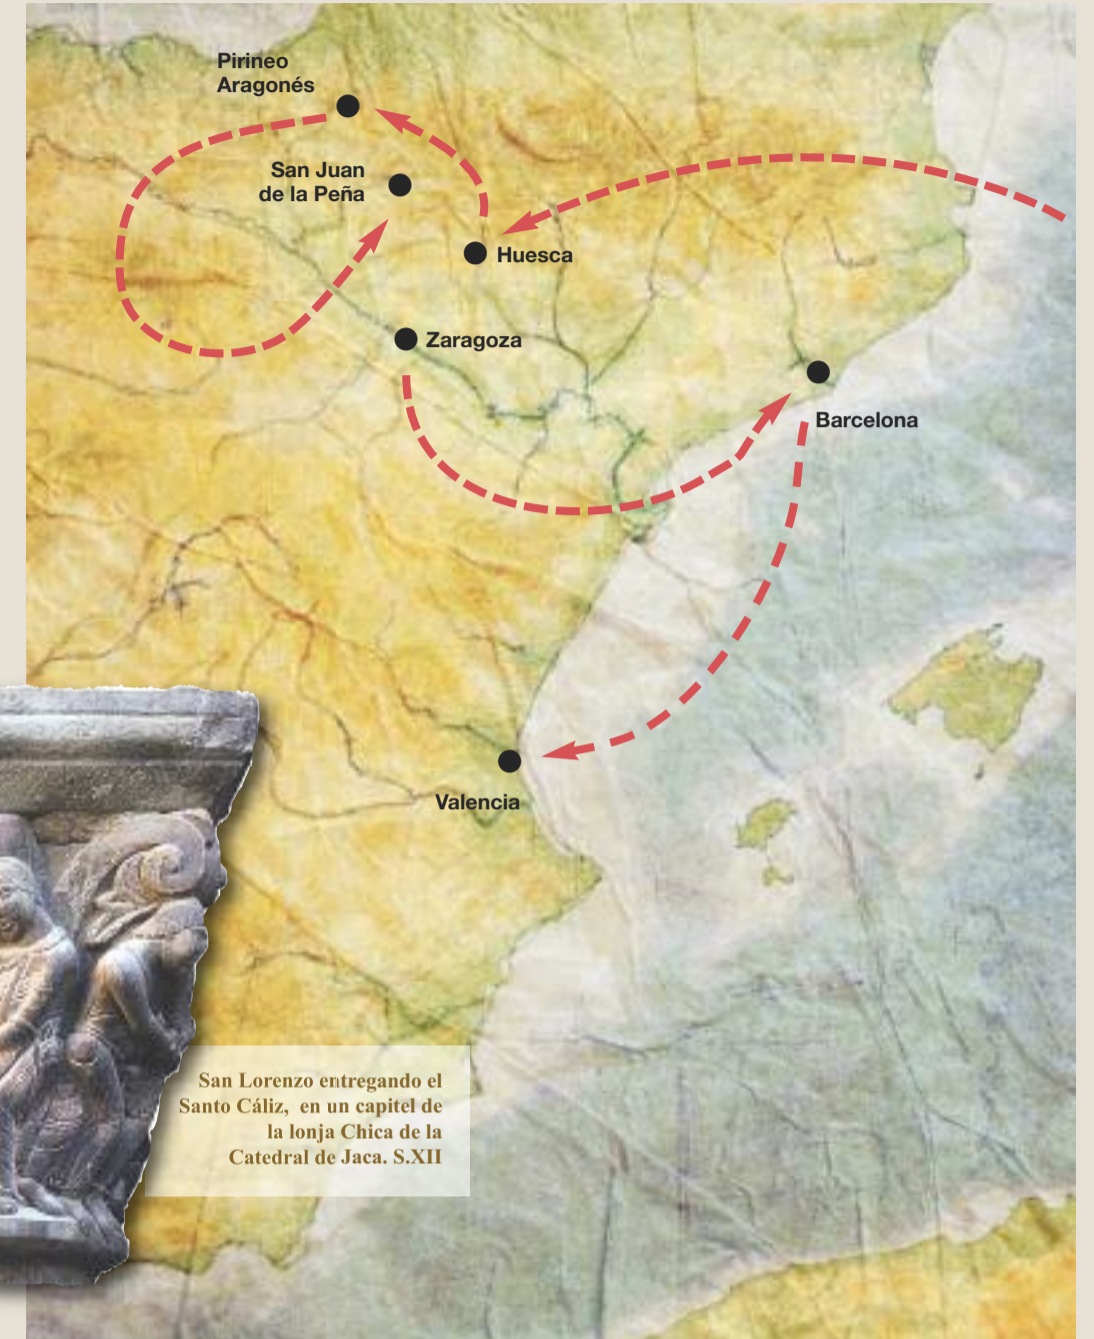 Pirineo
Aragonés
San Juan
de la Peña
Huesca
Zaragoza
Barcelona
Valencia
San Lorenzo entregando el
Santo Cáliz, en un capitel de
la lonja Chica de la
Catedral de Jaca. S.XII